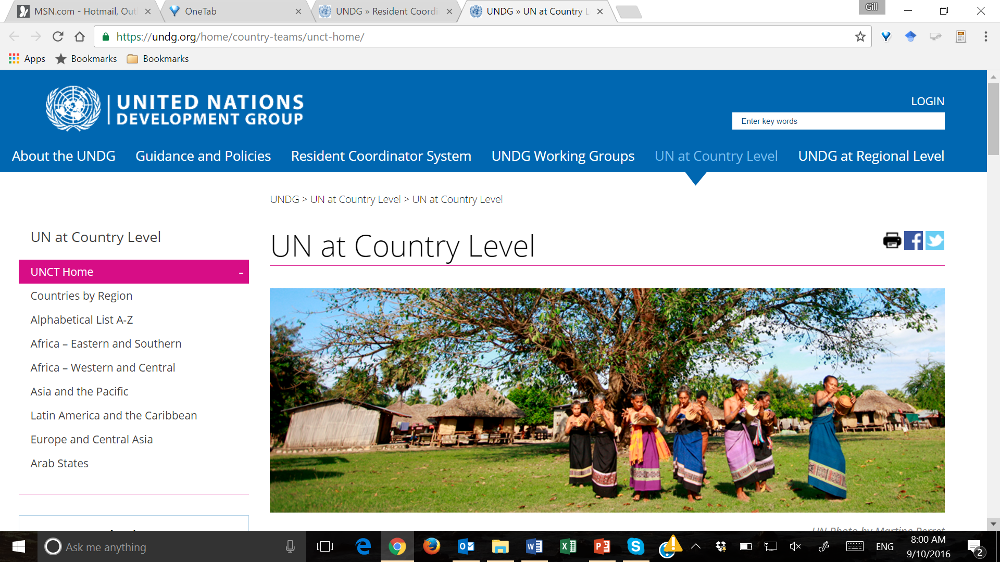 MSN.com - Hotmail, Out
OneTab
UNDG » Resident Coordi
UNDG » UN at Country L
Gill
https://undg.org/home/country-teams/unct-home/
Apps
Bookmarks
Bookmarks
UNITED NATIONS
DEVELOPMENT GROUP
LOGIN
Enter key words
About the UNDG
Guidance and Policies
Resident Coordinator System
UNDG Working Groups
UN at Country Level
UNDG at Regional Level
UNDG > UN at Country Level > UN at Country Level
UN at Country Level
UNCT Home -
Countries by Region
Alphabetical List A-Z
Africa – Eastern and Southern
Africa – Western and Central
Asia and the Pacific
Latin America and the Caribbean
Europe and Central Asia
Arab States
UN at Country Level
UN Photo by Martine Perret
Ask me anything
ENG
8:00 AM
9/10/2016
2